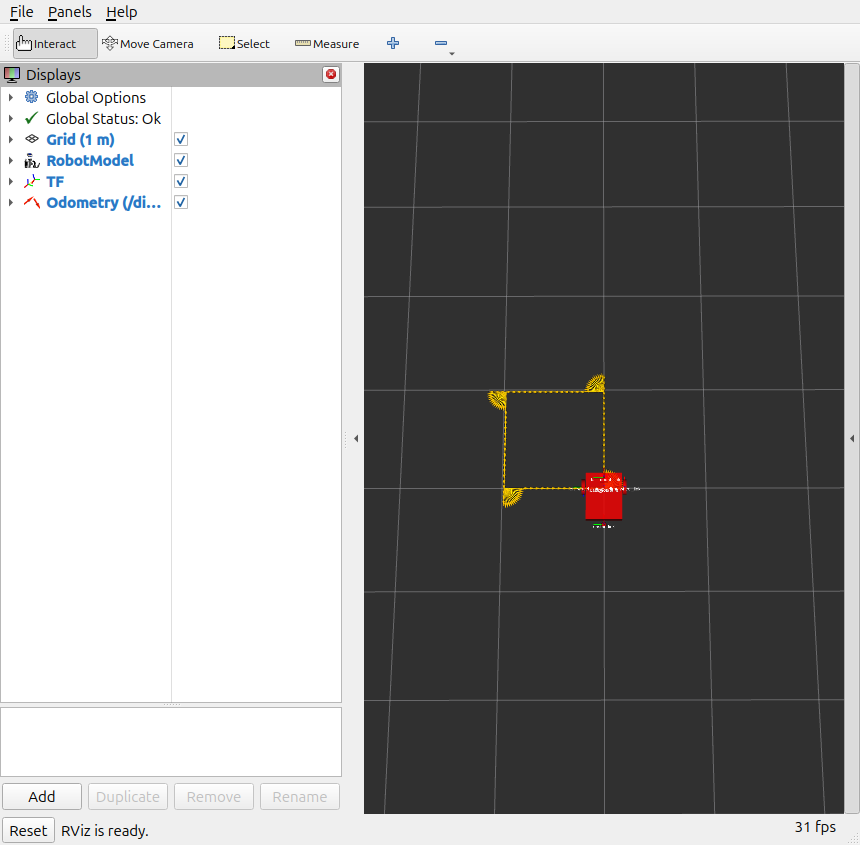 File Panels Help
Interact Move Camera Select Measure
Displays
Global Options
Global Status: Ok
Grid (1 m)
RobotModel
TF
Odometry (/di...
Add Duplicate Remove Rename
Reset RViz is ready. 31 fps